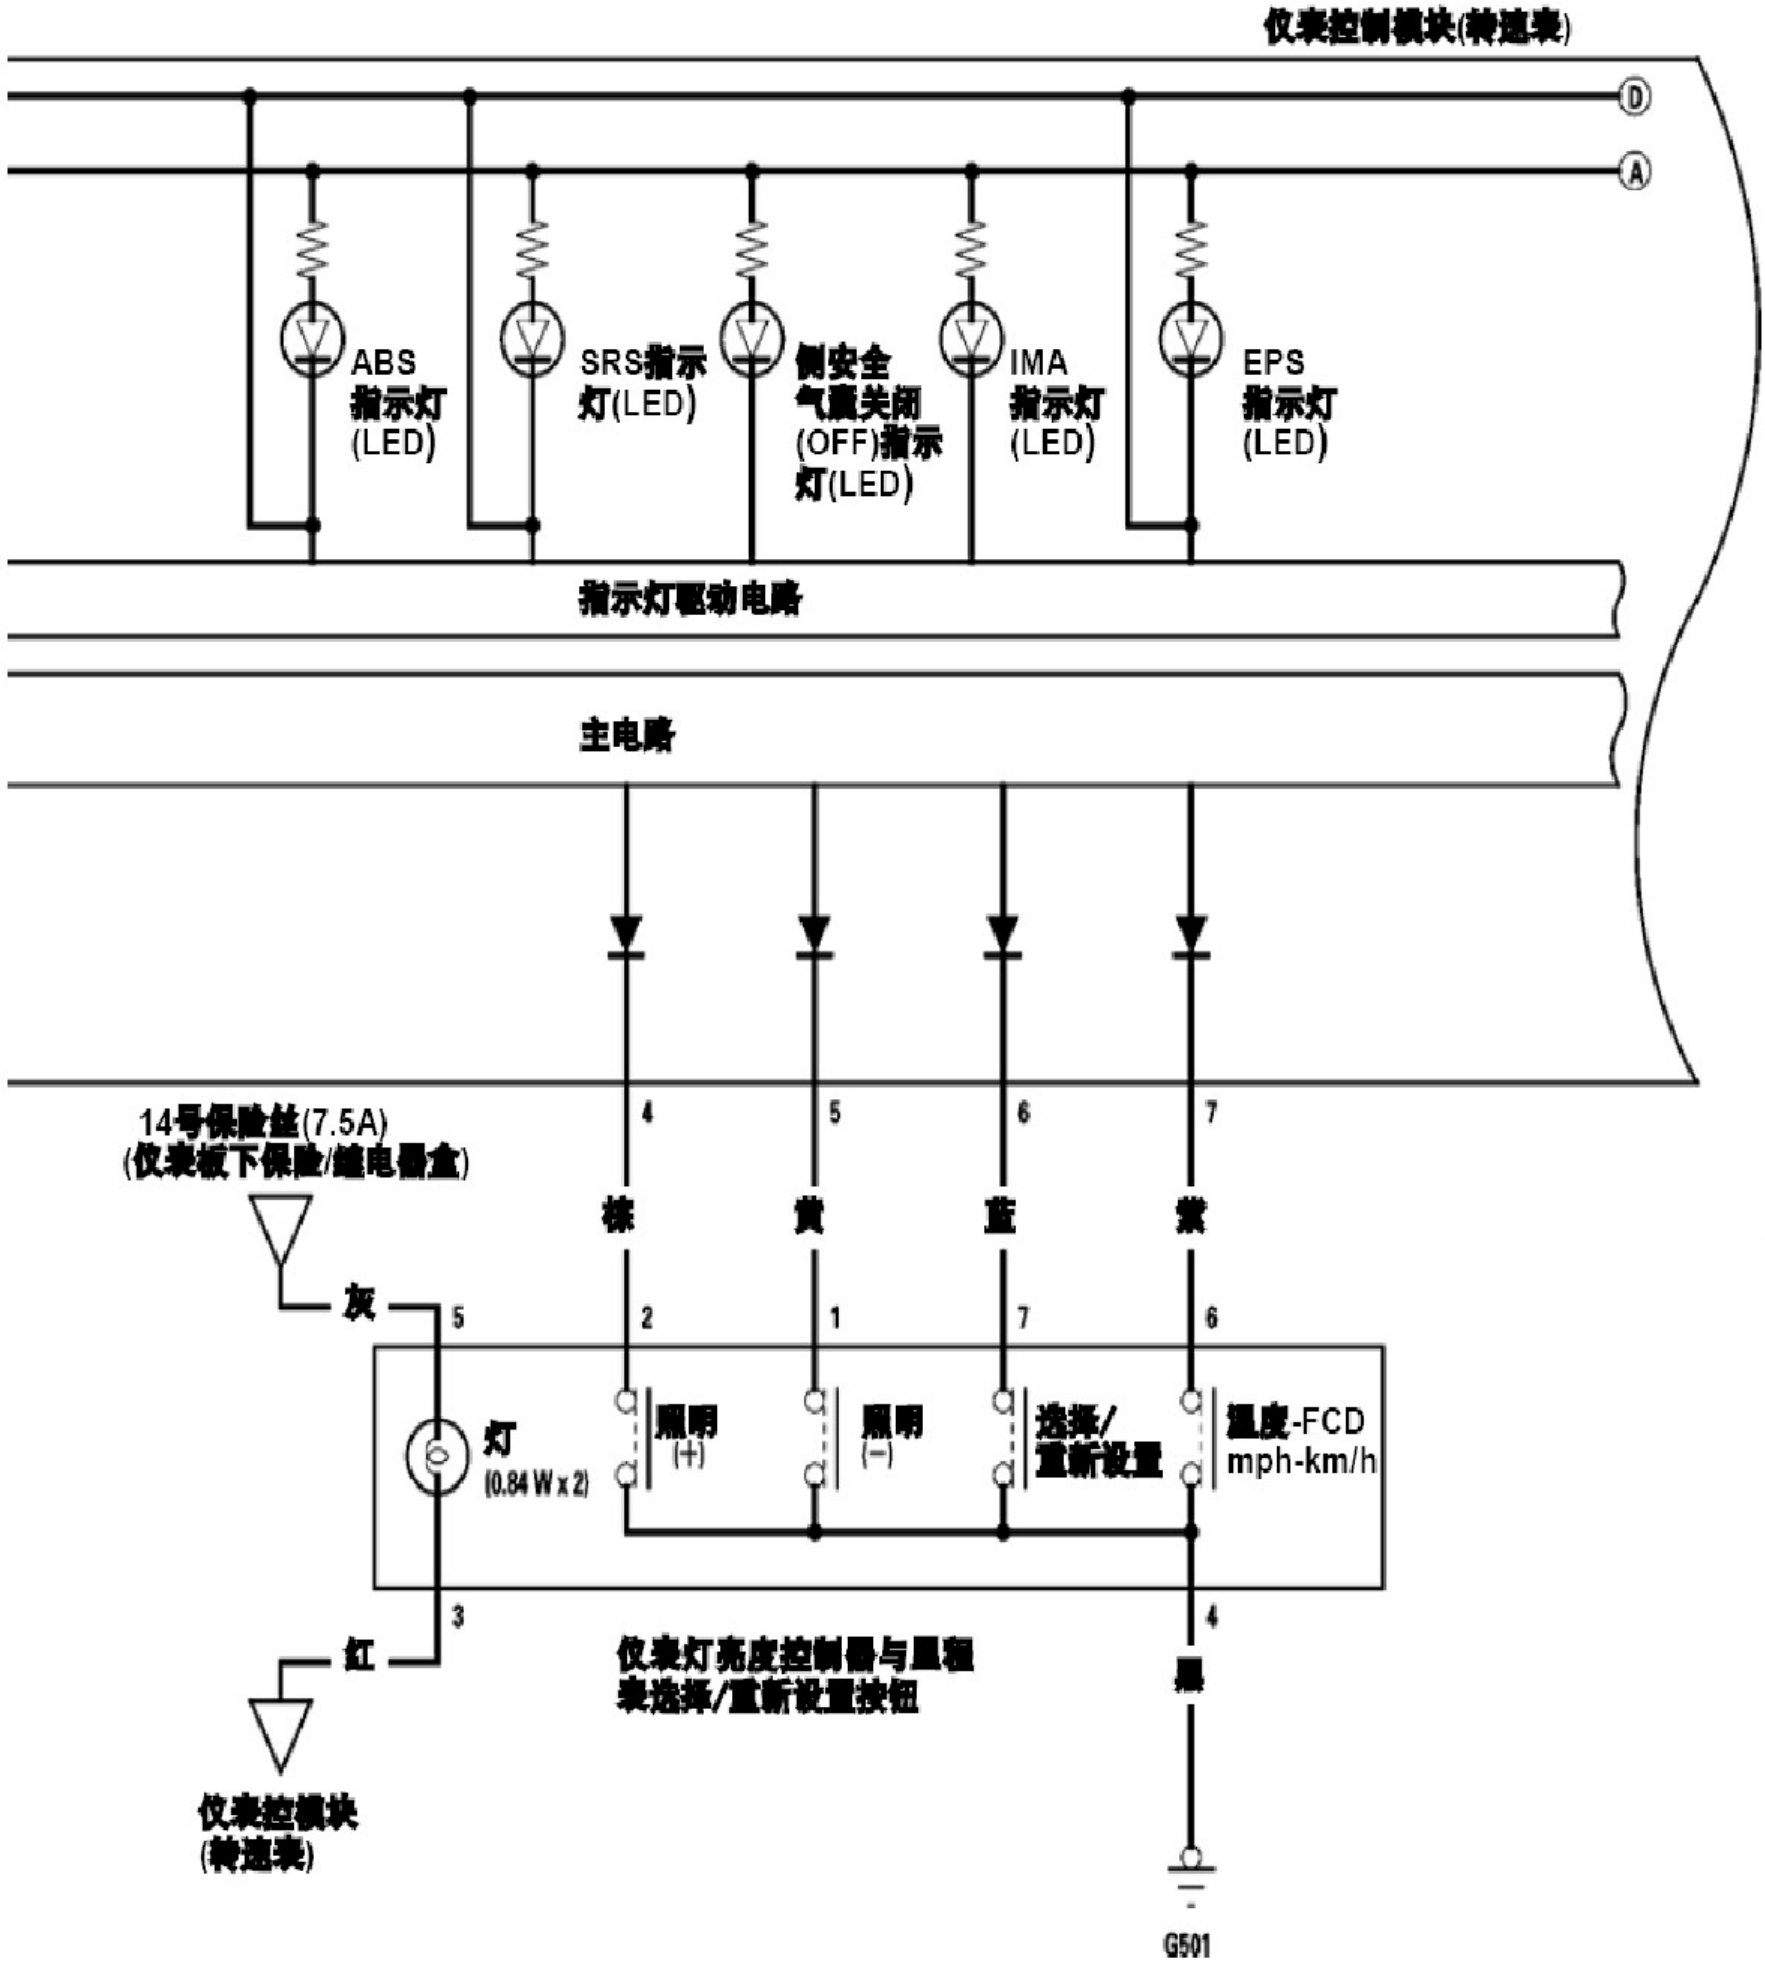 仪表控制模块(转速表)
D
A
ABS
指示灯
(LED)
SRS指示
灯(LED)
侧安全
气囊关闭
(OFF)指示
灯(LED)
IMA
指示灯
(LED)
EPS
指示灯
(LED)
指示灯驱动电路
主电路
14号保险丝(7.5A)
(仪表板下保险/继电器盒)
4
5
6
7
棕
黄
蓝
紫
灰
5
2
1
7
6
灯
(0.84 W x 2)
照明
(+)
照明
(−)
选择/
重新设置
温度-FCD
mph-km/h
3
4
红
仪表灯亮度控制器与里程
表选择/重新设置按钮
黑
仪表控模块
(转速表)
G501